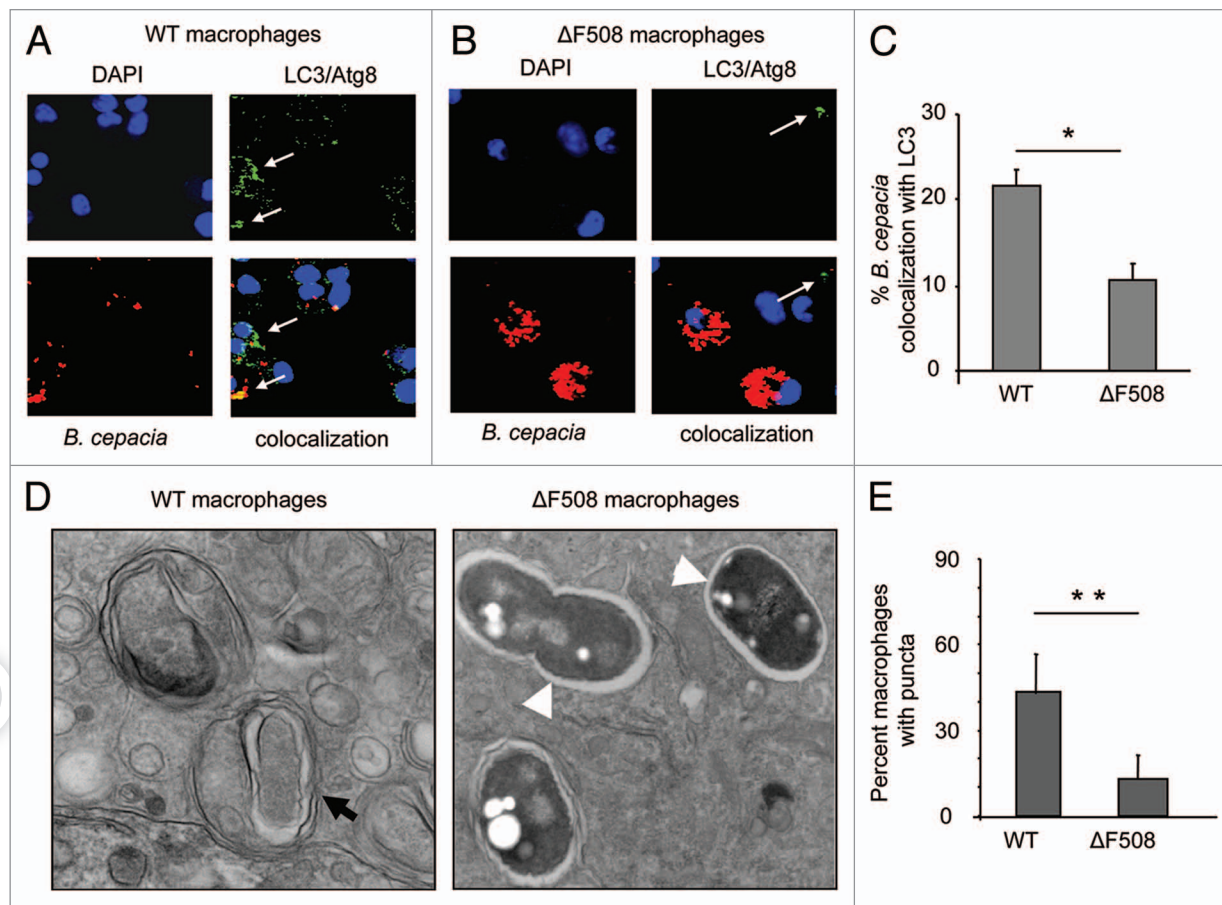 A
WT macrophages
DAPI
LC3/Atg8
B. cepacia
colocalization
B
ΔF508 macrophages
DAPI
LC3/Atg8
B. cepacia
colocalization
C
% B. cepacia
colocalization with LC3
30
20
10
0
*
WT
ΔF508
D
WT macrophages
ΔF508 macrophages
E
Percent macrophages
with puncta
90
60
30
0
* *
WT
ΔF508